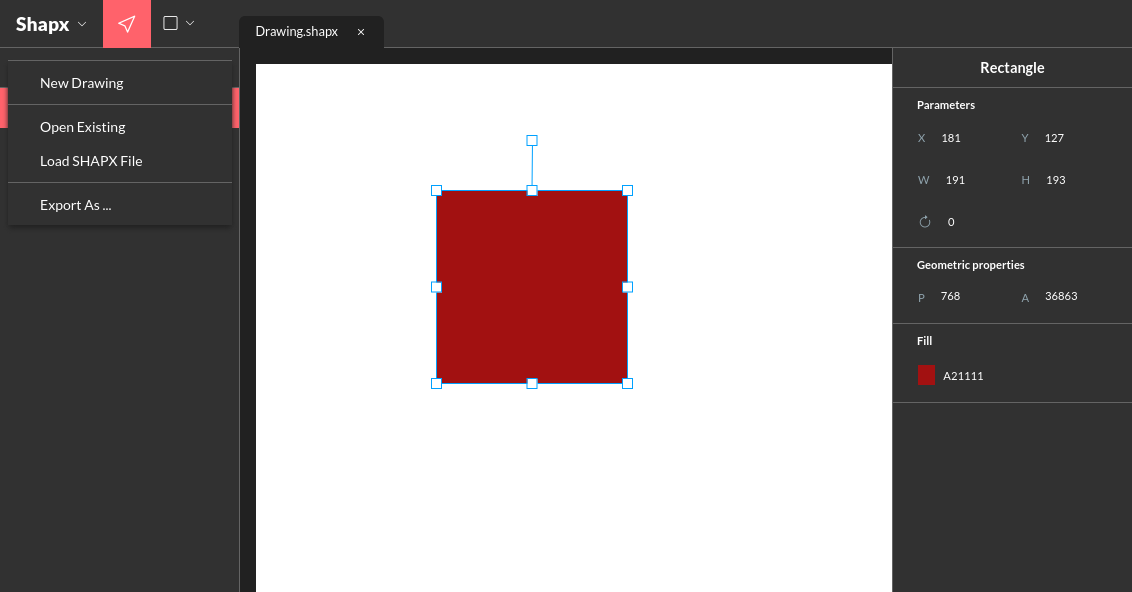 Shapx
Drawing.shapx ×
New Drawing
Open Existing
Load SHAPX File
Export As ...
Rectangle
Parameters
X 181 Y 127
W 191 H 193
0
Geometric properties
P 768 A 36863
Fill
A21111